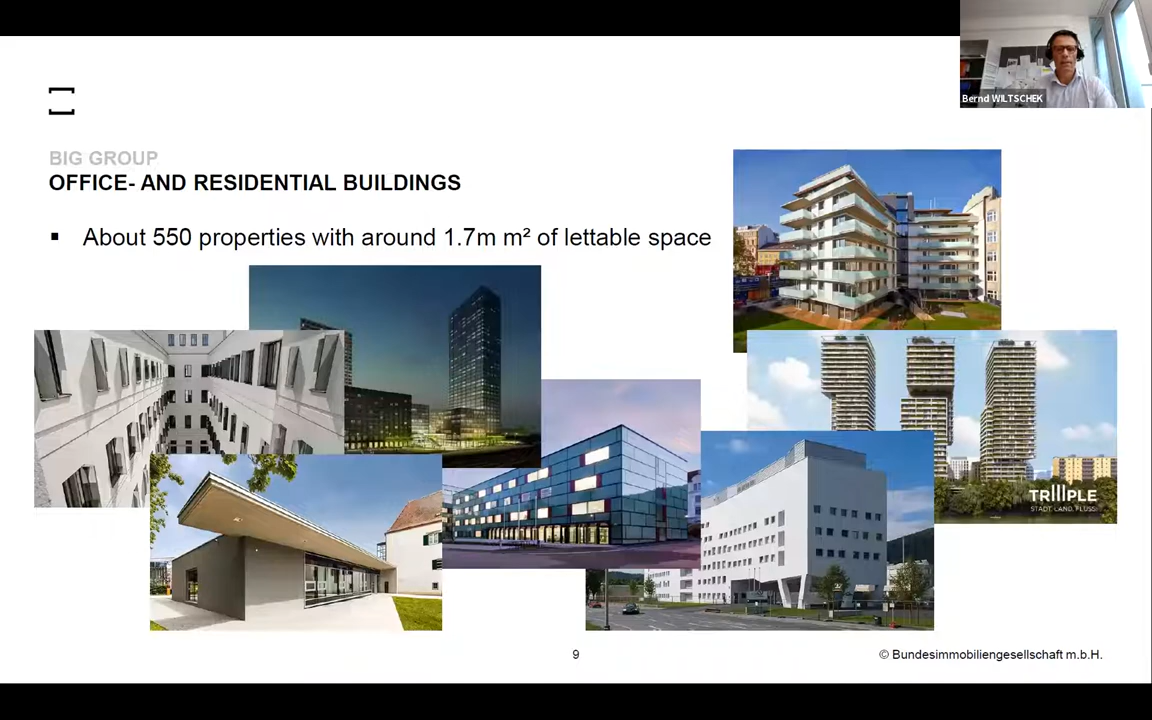 Bernd WILTSCHEK
BIG GROUP
OFFICE- AND RESIDENTIAL BUILDINGS
▪ About 550 properties with around 1.7m m² of lettable space
TRIIIPLE
STADT. LAND. FLUSS.
9
© Bundesimmobiliengesellschaft m.b.H.